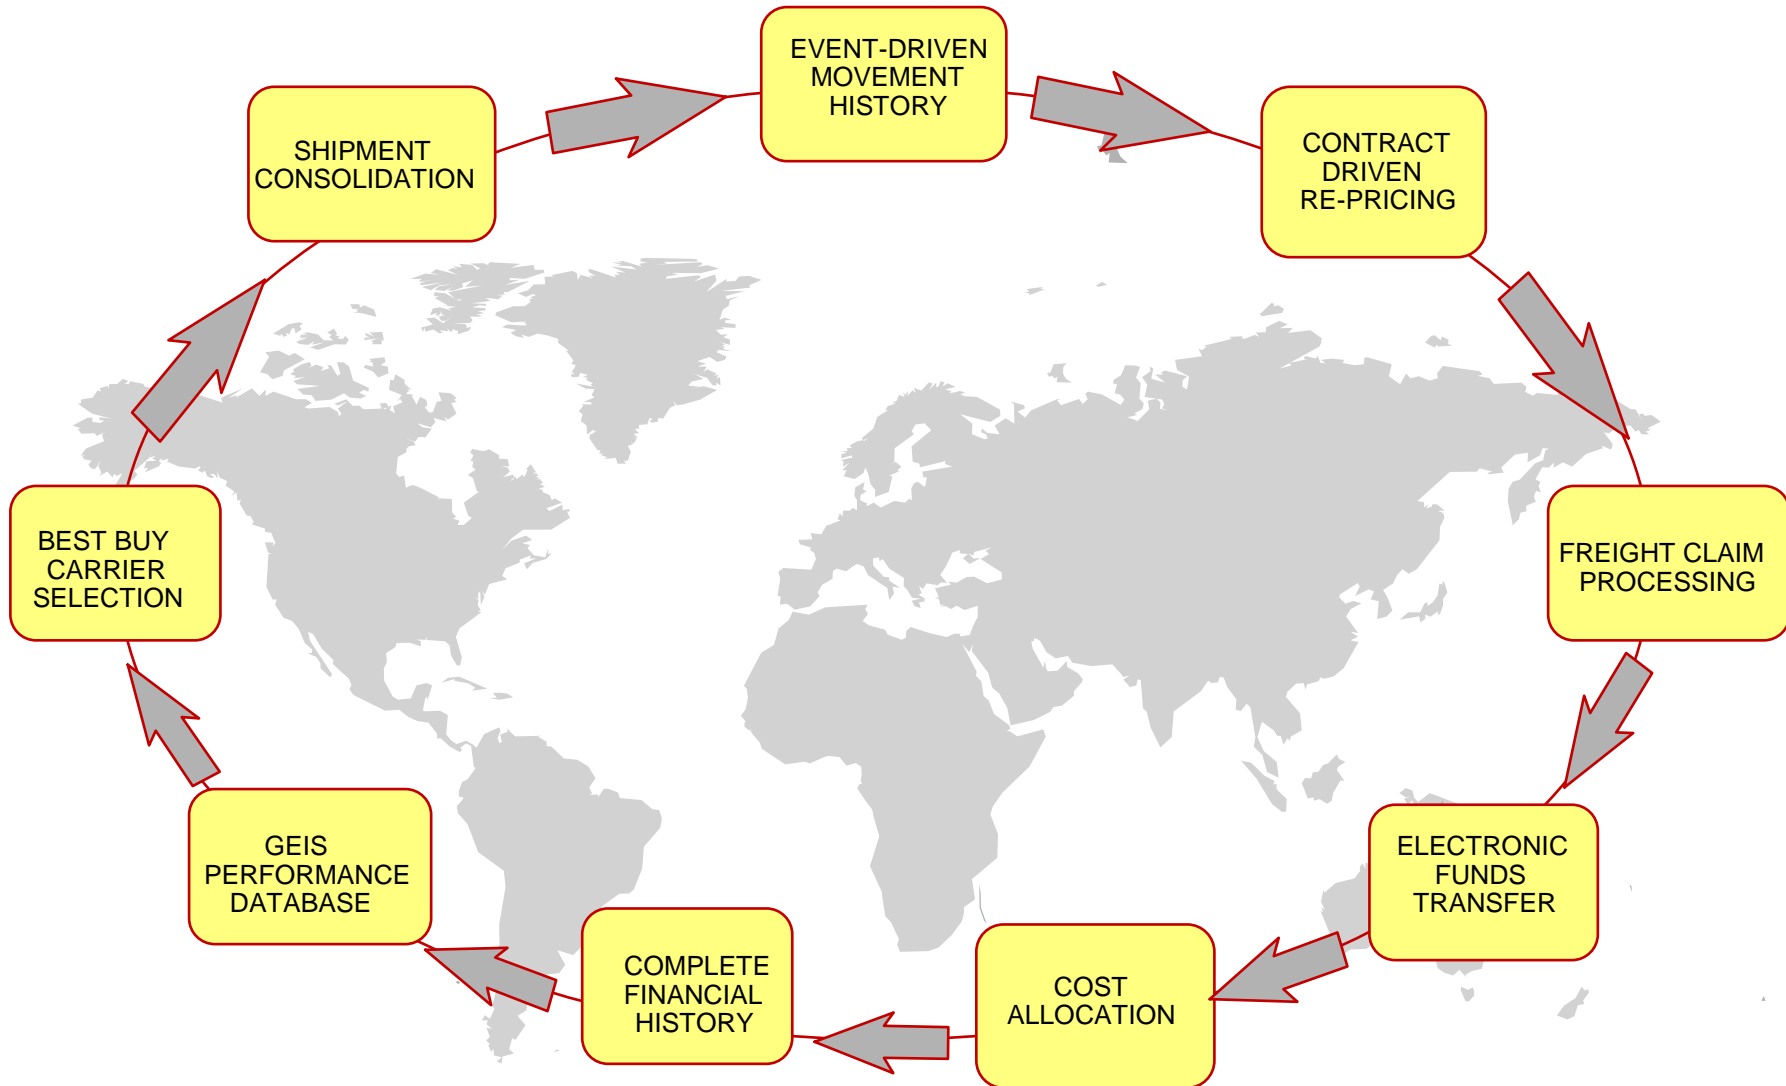 EVENT-DRIVEN
MOVEMENT
HISTORY
CONTRACT
DRIVEN
RE-PRICING
FREIGHT CLAIM
PROCESSING
ELECTRONIC
FUNDS
TRANSFER
COST
ALLOCATION
COMPLETE
FINANCIAL
HISTORY
GEIS
PERFORMANCE
DATABASE
BEST BUY
CARRIER
SELECTION
SHIPMENT
CONSOLIDATION